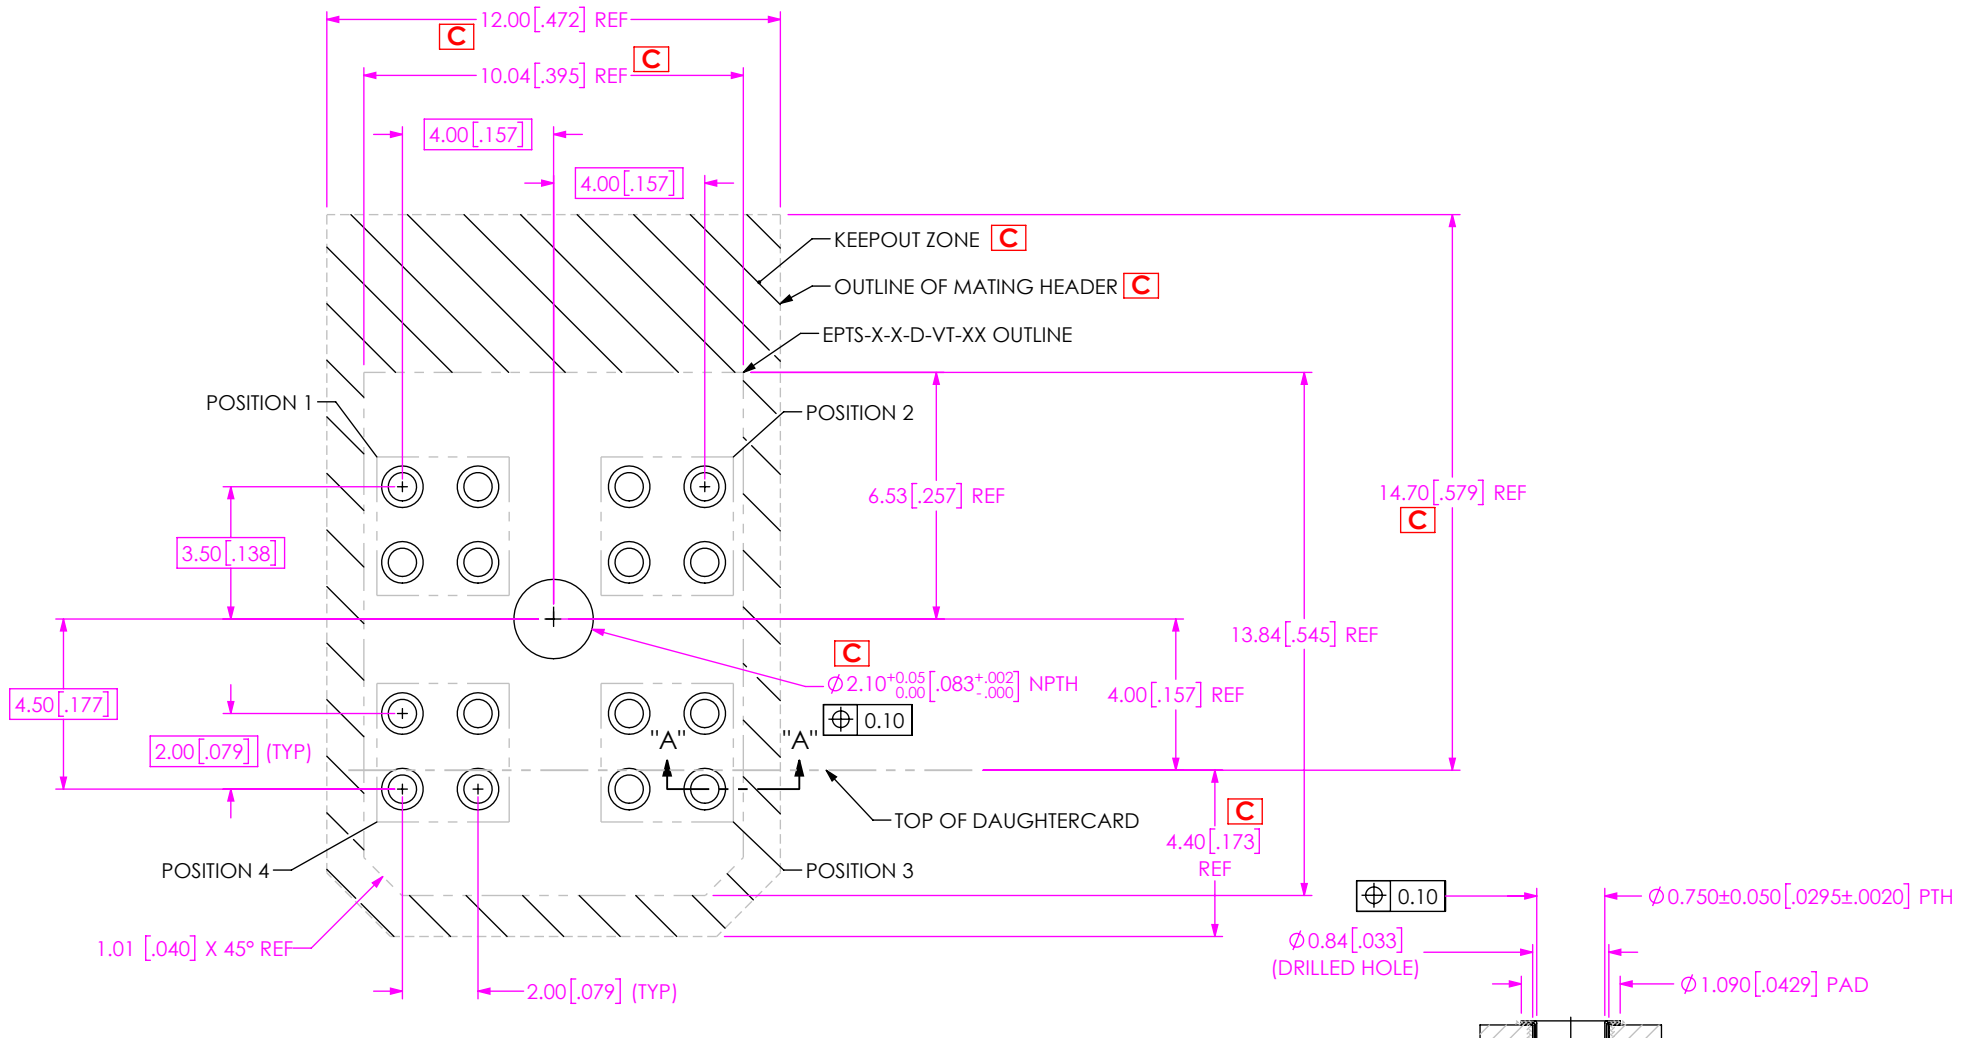 12.00[.472] REF
C
10.04[.395] REF
C
4.00[.157]
4.00[.157]
KEEPOUT ZONE C
OUTLINE OF MATING HEADER C
EPTS-X-X-D-VT-XX OUTLINE
POSITION 1
POSITION 2
6.53[.257] REF
14.70[.579] REF
C
3.50[.138]
13.84[.545] REF
C
Ø2.10 +0.05 0.00 [.083 +.002 -.000] NPTH
⌖ 0.10
4.00[.157] REF
4.50[.177]
2.00[.079] (TYP)
"A" "A"
TOP OF DAUGHTERCARD
C
4.40[.173]
REF
POSITION 4
POSITION 3
1.01 [.040] X 45° REF
2.00[.079] (TYP)
⌖ 0.10
Ø0.750±0.050[.0295±.0020] PTH
Ø0.84[.033]
(DRILLED HOLE)
Ø1.090[.0429] PAD